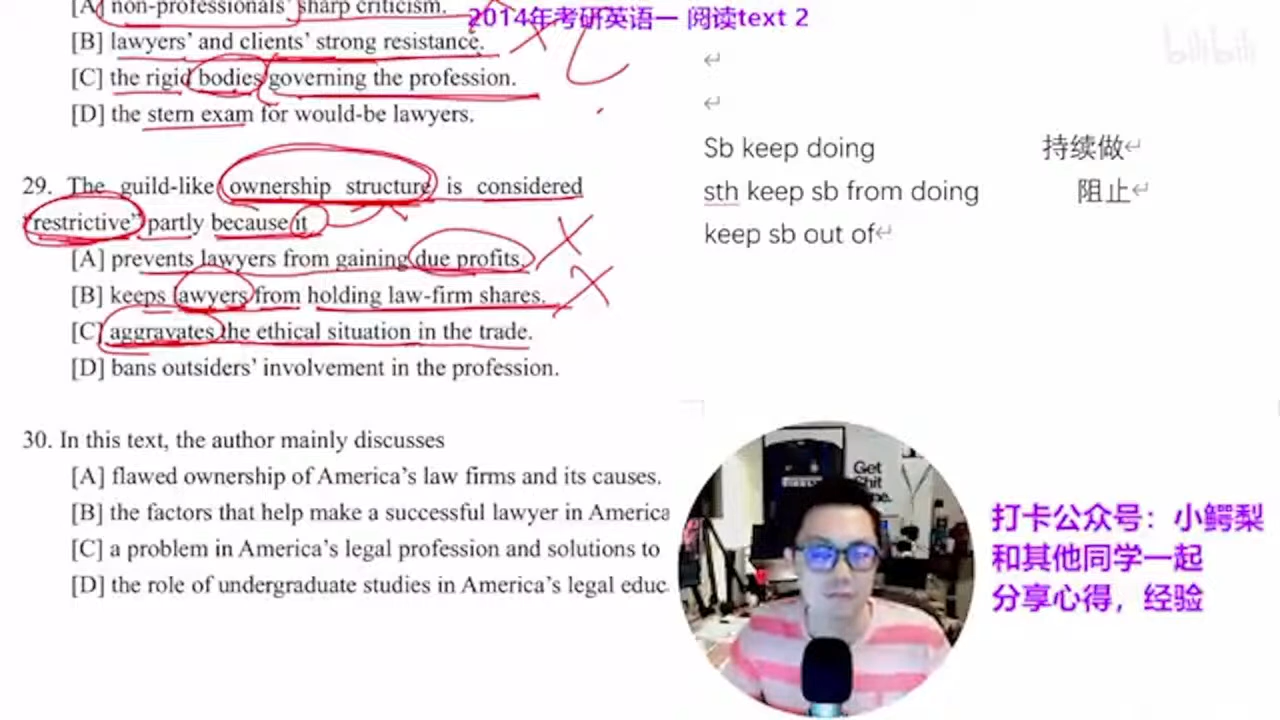 [A] non-professionals' sharp criticism.
2014年考研英语一 阅读text 2
[B] lawyers' and clients' strong resistance.
[C] the rigid bodies governing the profession.
[D] the stern exam for would-be lawyers.
Sb keep doing 持续做
sth keep sb from doing 阻止
keep sb out of
29. The guild-like ownership structure is considered
"restrictive" partly because it
[A] prevents lawyers from gaining due profits.
[B] keeps lawyers from holding law-firm shares.
[C] aggravates the ethical situation in the trade.
[D] bans outsiders' involvement in the profession.
30. In this text, the author mainly discusses
[A] flawed ownership of America's law firms and its causes.
[B] the factors that help make a successful lawyer in America
[C] a problem in America's legal profession and solutions to
[D] the role of undergraduate studies in America's legal educ
Get
Shit
打卡公众号：小鳄梨
和其他同学一起
分享心得，经验
bilibili